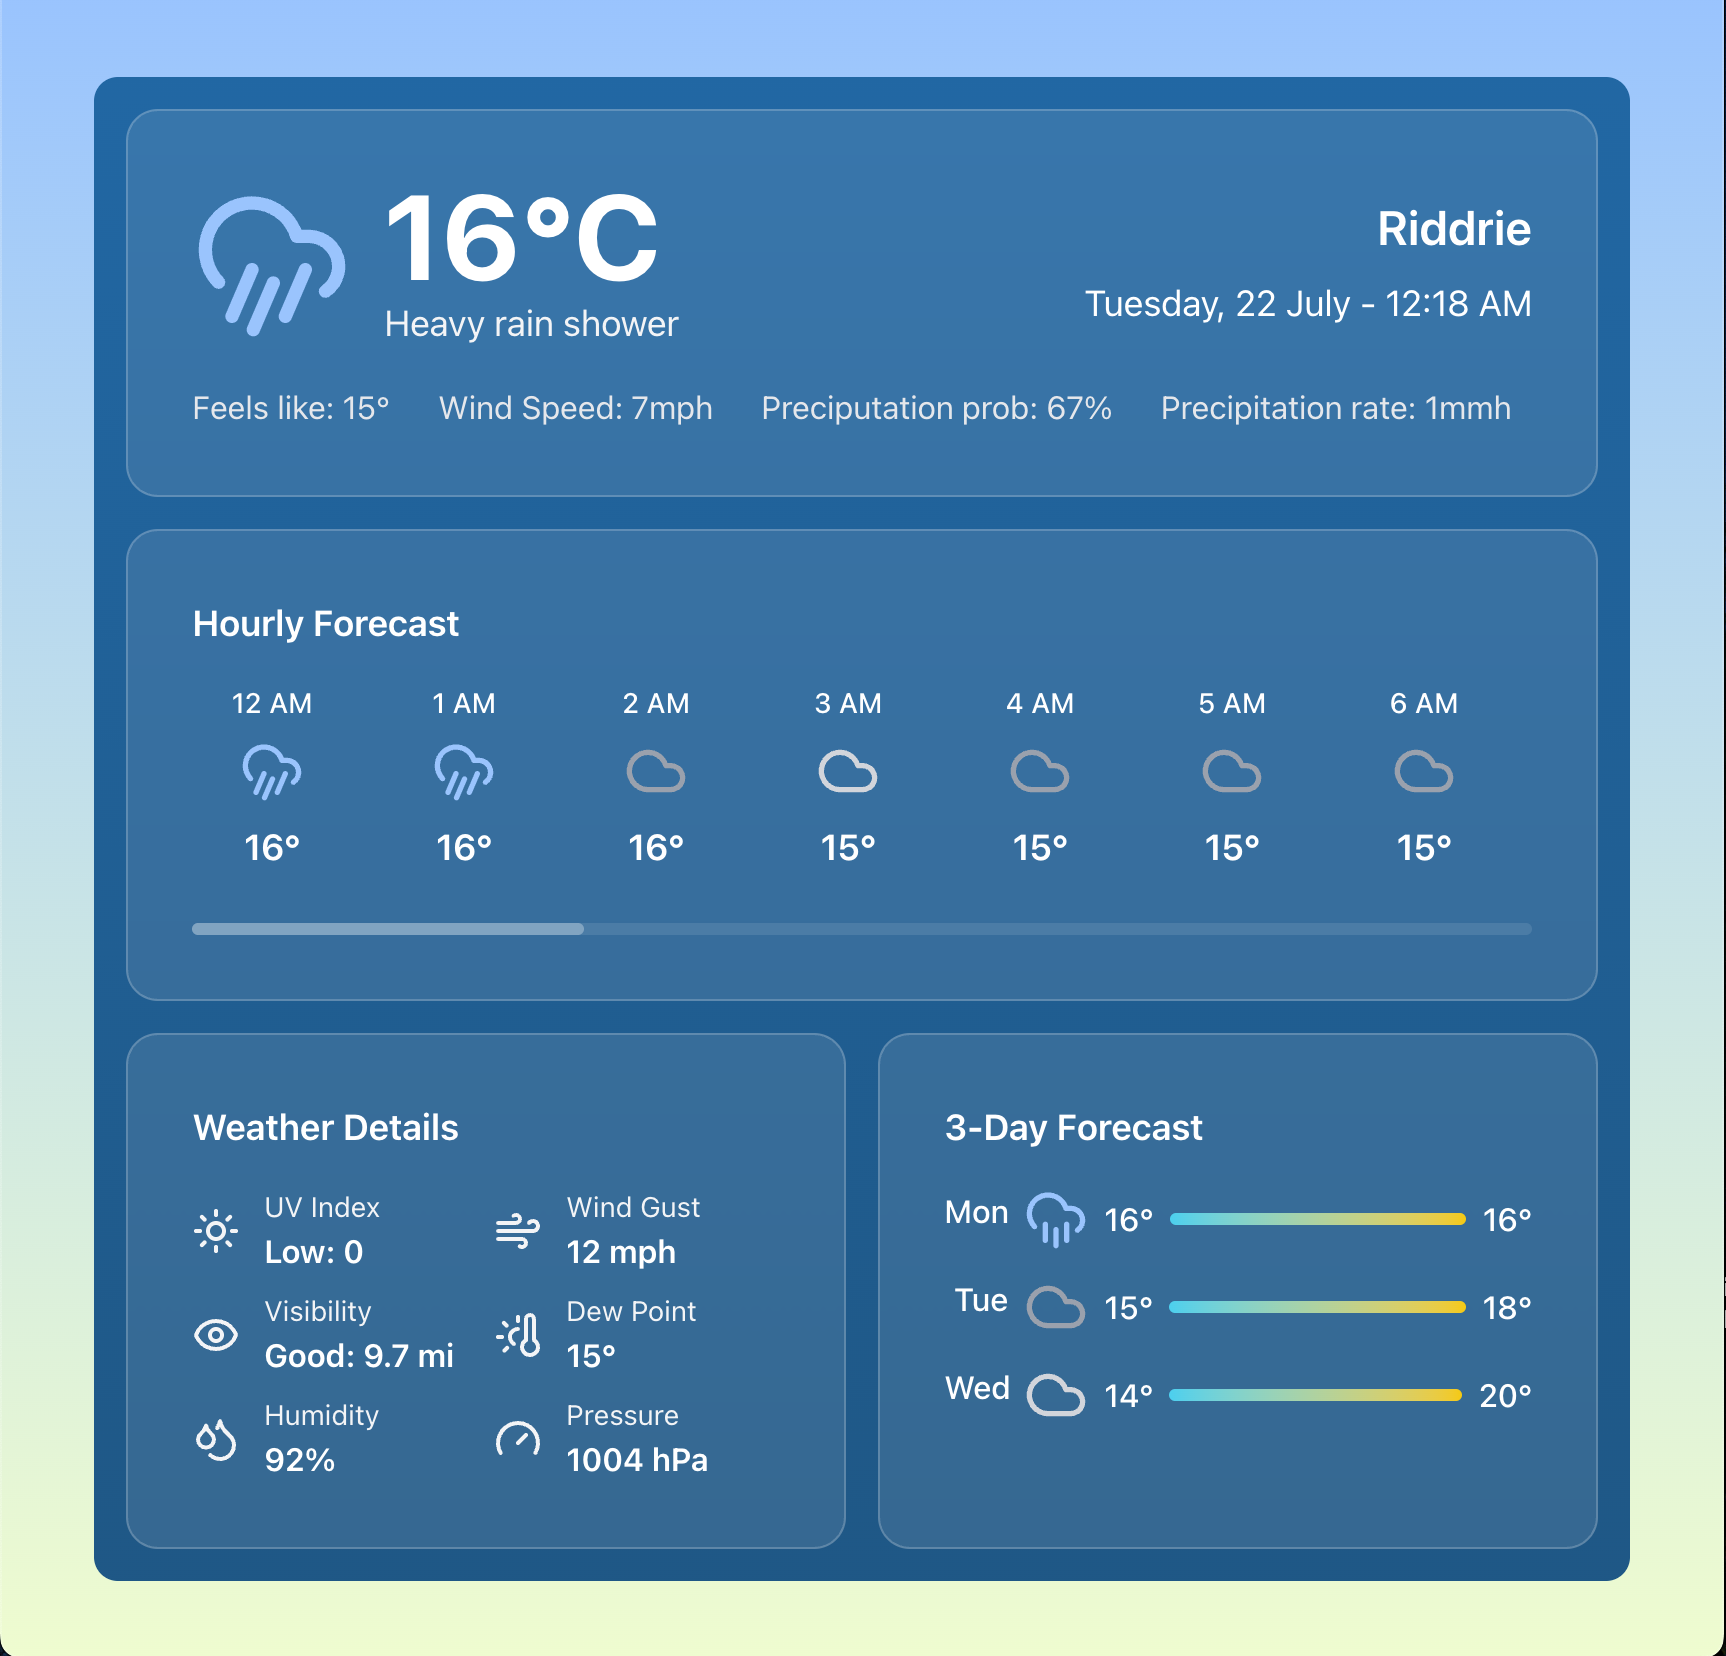 16°C
Heavy rain shower
Riddrie
Tuesday, 22 July - 12:18 AM
Feels like: 15° Wind Speed: 7mph Preciputation prob: 67% Precipitation rate: 1mmh
Hourly Forecast
12 AM 1 AM 2 AM 3 AM 4 AM 5 AM 6 AM
16° 16° 16° 15° 15° 15° 15°
Weather Details
UV Index
Low: 0
Wind Gust
12 mph
Visibility
Good: 9.7 mi
Dew Point
15°
Humidity
92%
Pressure
1004 hPa
3-Day Forecast
Mon 16° 16°
Tue 15° 18°
Wed 14° 20°